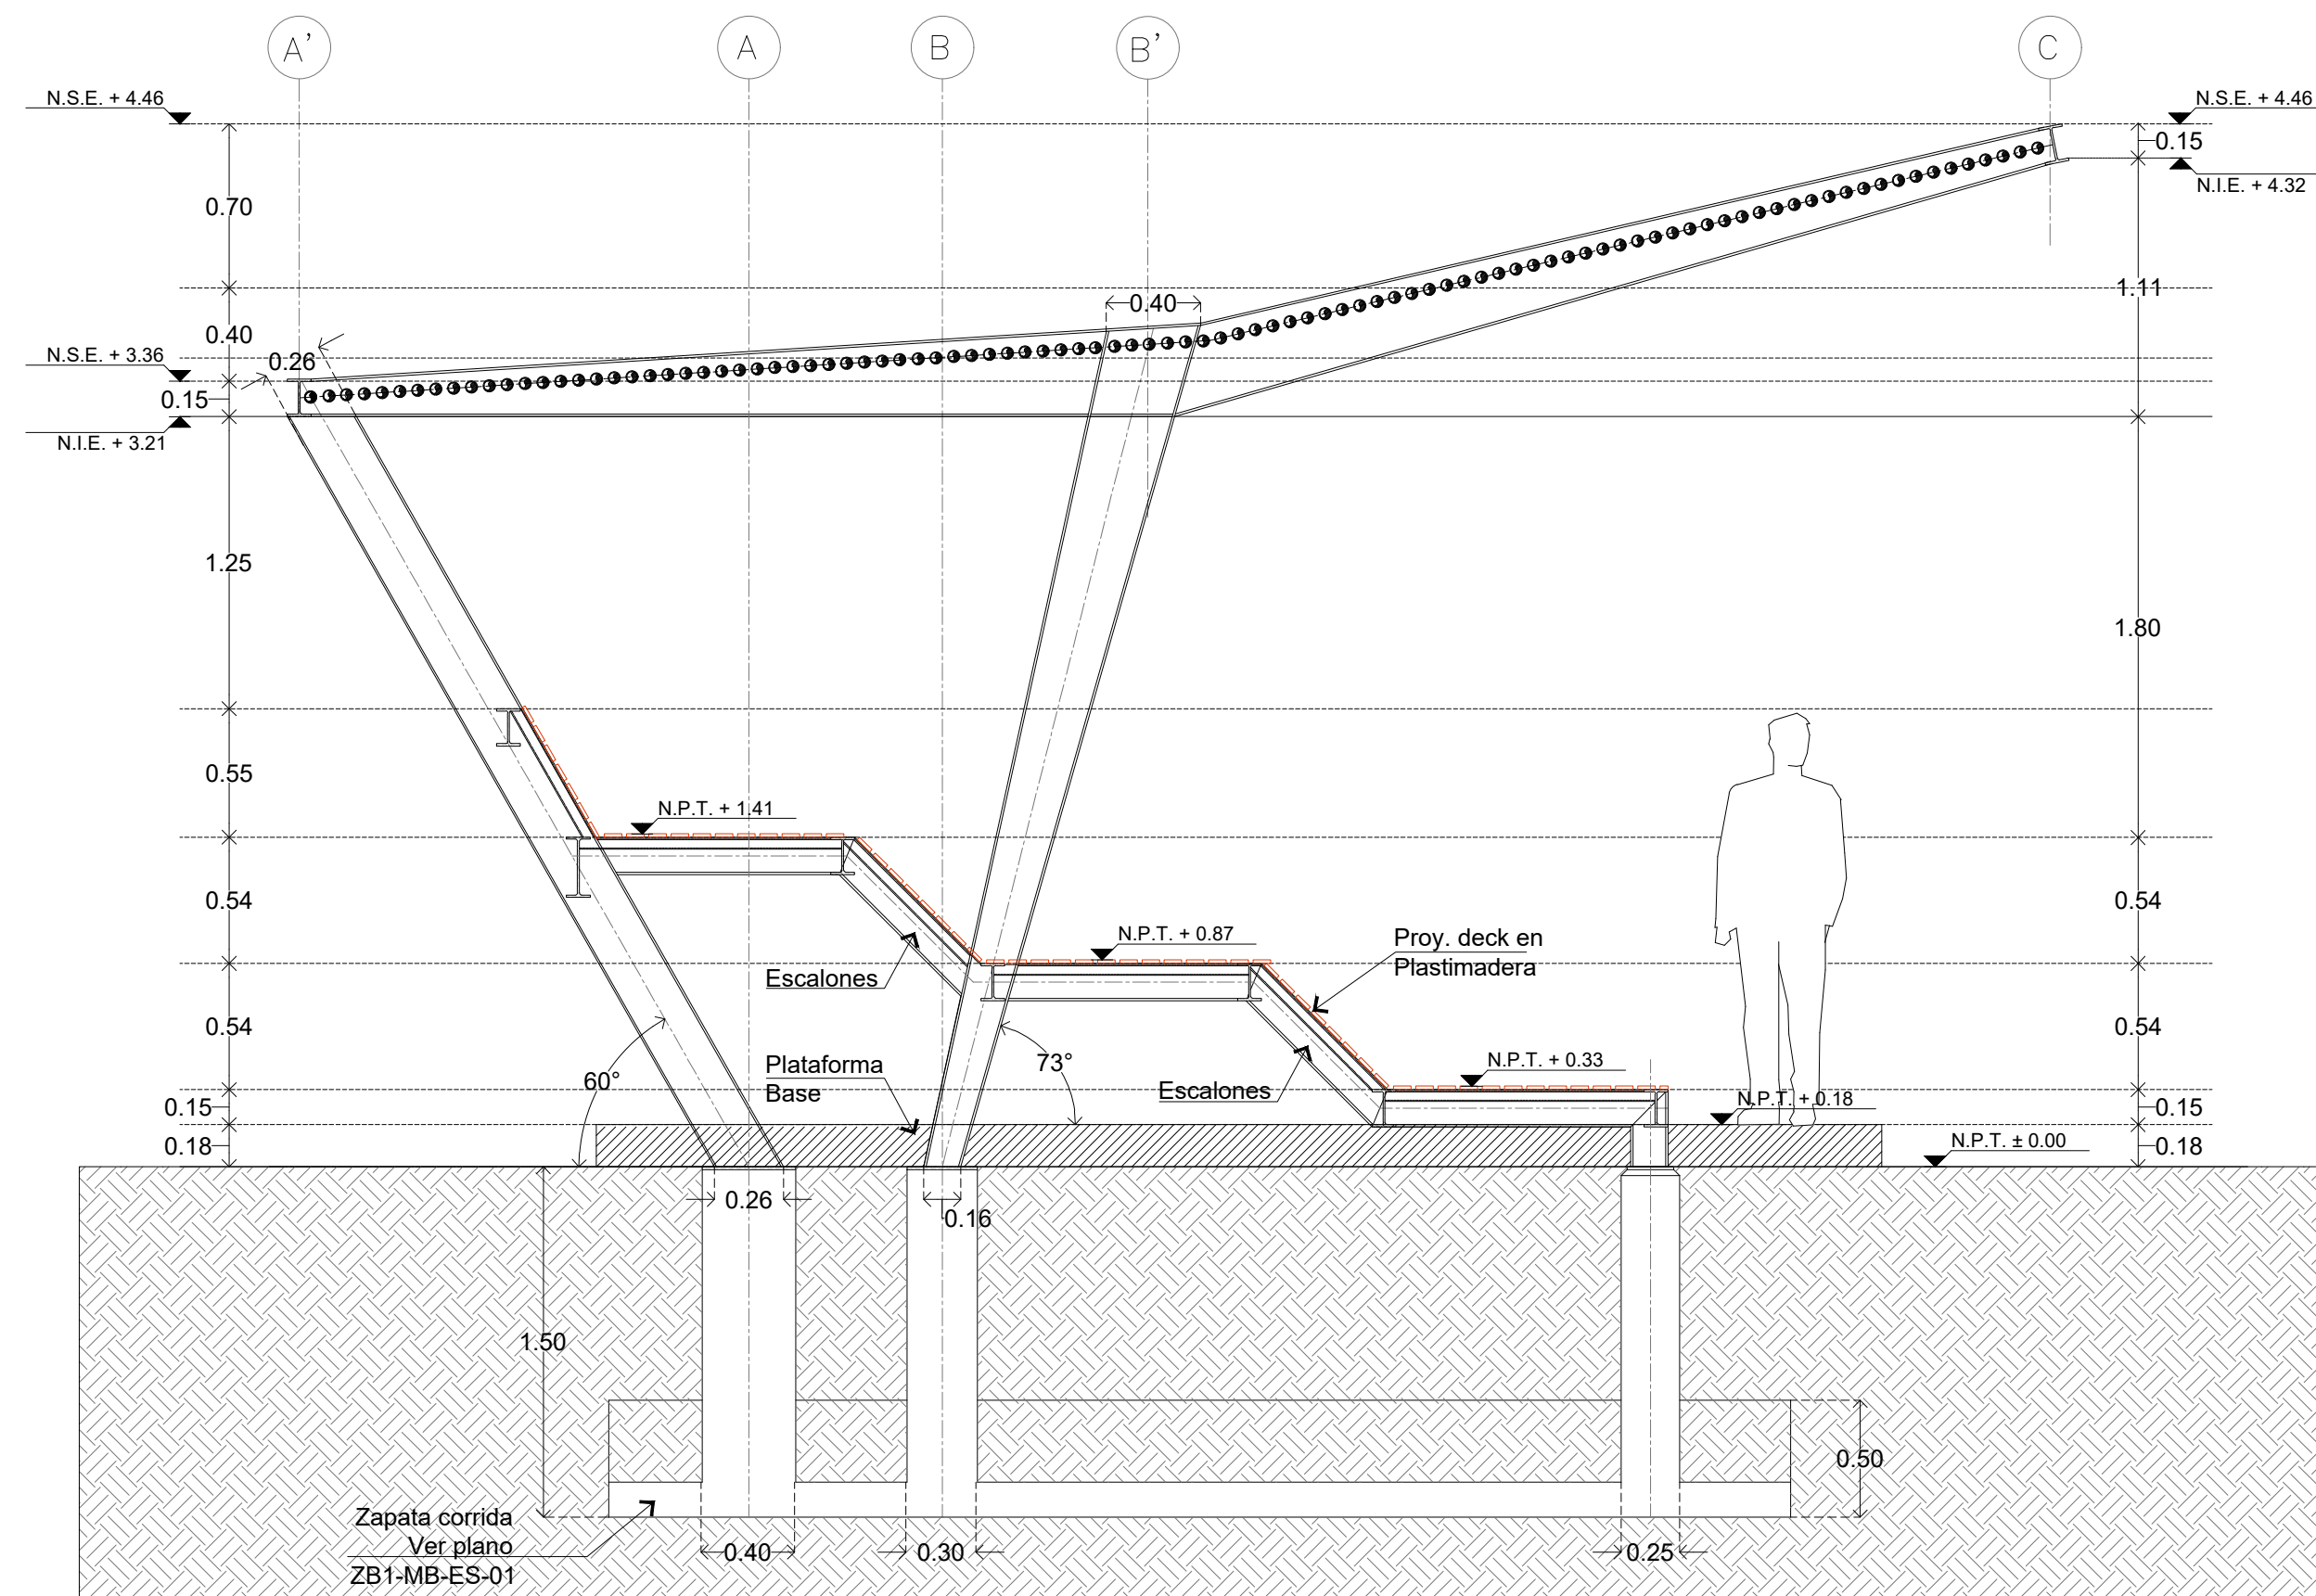 A' A B B' C
N.S.E. + 4.46
N.S.E. + 4.46
0.15
N.I.E. + 4.32
0.70
1.11
0.40
0.40
N.S.E. + 3.36
0.26
0.15
N.I.E. + 3.21
1.25
1.80
0.55
N.P.T. + 1.41
0.54
0.54
N.P.T. + 0.87
Proy. deck en
Plastimadera
Escalones
0.54
0.54
Plataforma
Base
73°
N.P.T. + 0.33
60°
Escalones
N.P.T. + 0.18
0.15
0.15
N.P.T. ± 0.00
0.18
0.18
0.26
0.16
1.50
0.50
Zapata corrida
Ver plano
ZB1-MB-ES-01
0.40
0.30
0.25